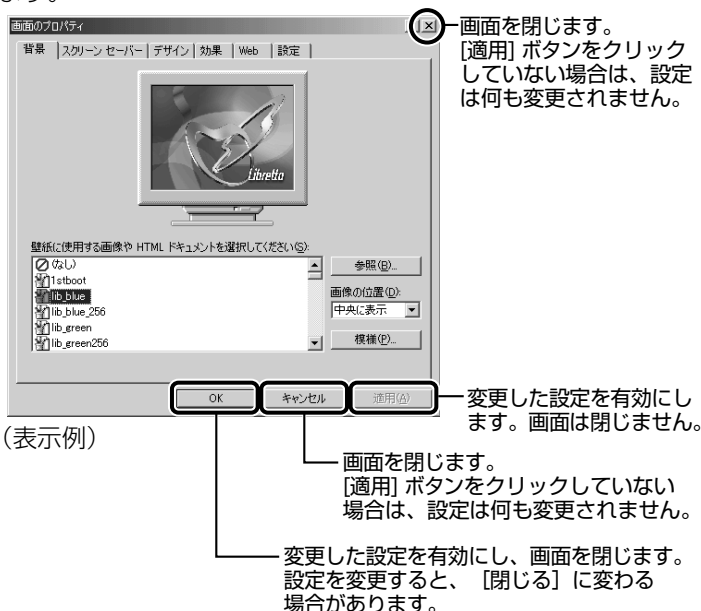 ます。
画面のプロパティ
背景 スクリーン セーバー デザイン 効果 Web 設定
Libretto
壁紙に使用する画像や HTML ドキュメントを選択してください(S):
(なし)
1stboot
lib_blue
lib_blue_256
lib_green
lib_green256
参照(B)...
画像の位置(D):
中央に表示
模様(P)...
OK キャンセル 適用(A)
画面を閉じます。
[適用] ボタンをクリック
していない場合は、設定
は何も変更されません。
変更した設定を有効にし
ます。画面は閉じません。
(表示例)
画面を閉じます。
[適用] ボタンをクリックしていない
場合は、設定は何も変更されません。
変更した設定を有効にし、画面を閉じます。
設定を変更すると、[閉じる] に変わる
場合があります。